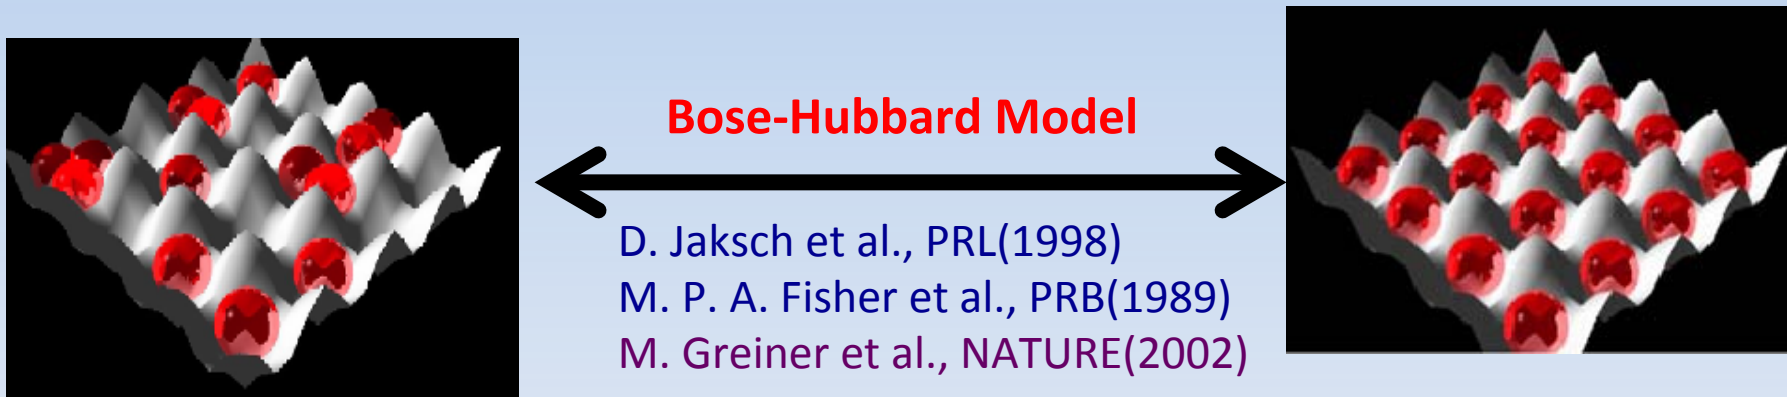 Bose-Hubbard Model
D. Jaksch et al., PRL(1998)
M. P. A. Fisher et al., PRB(1989)
M. Greiner et al., NATURE(2002)